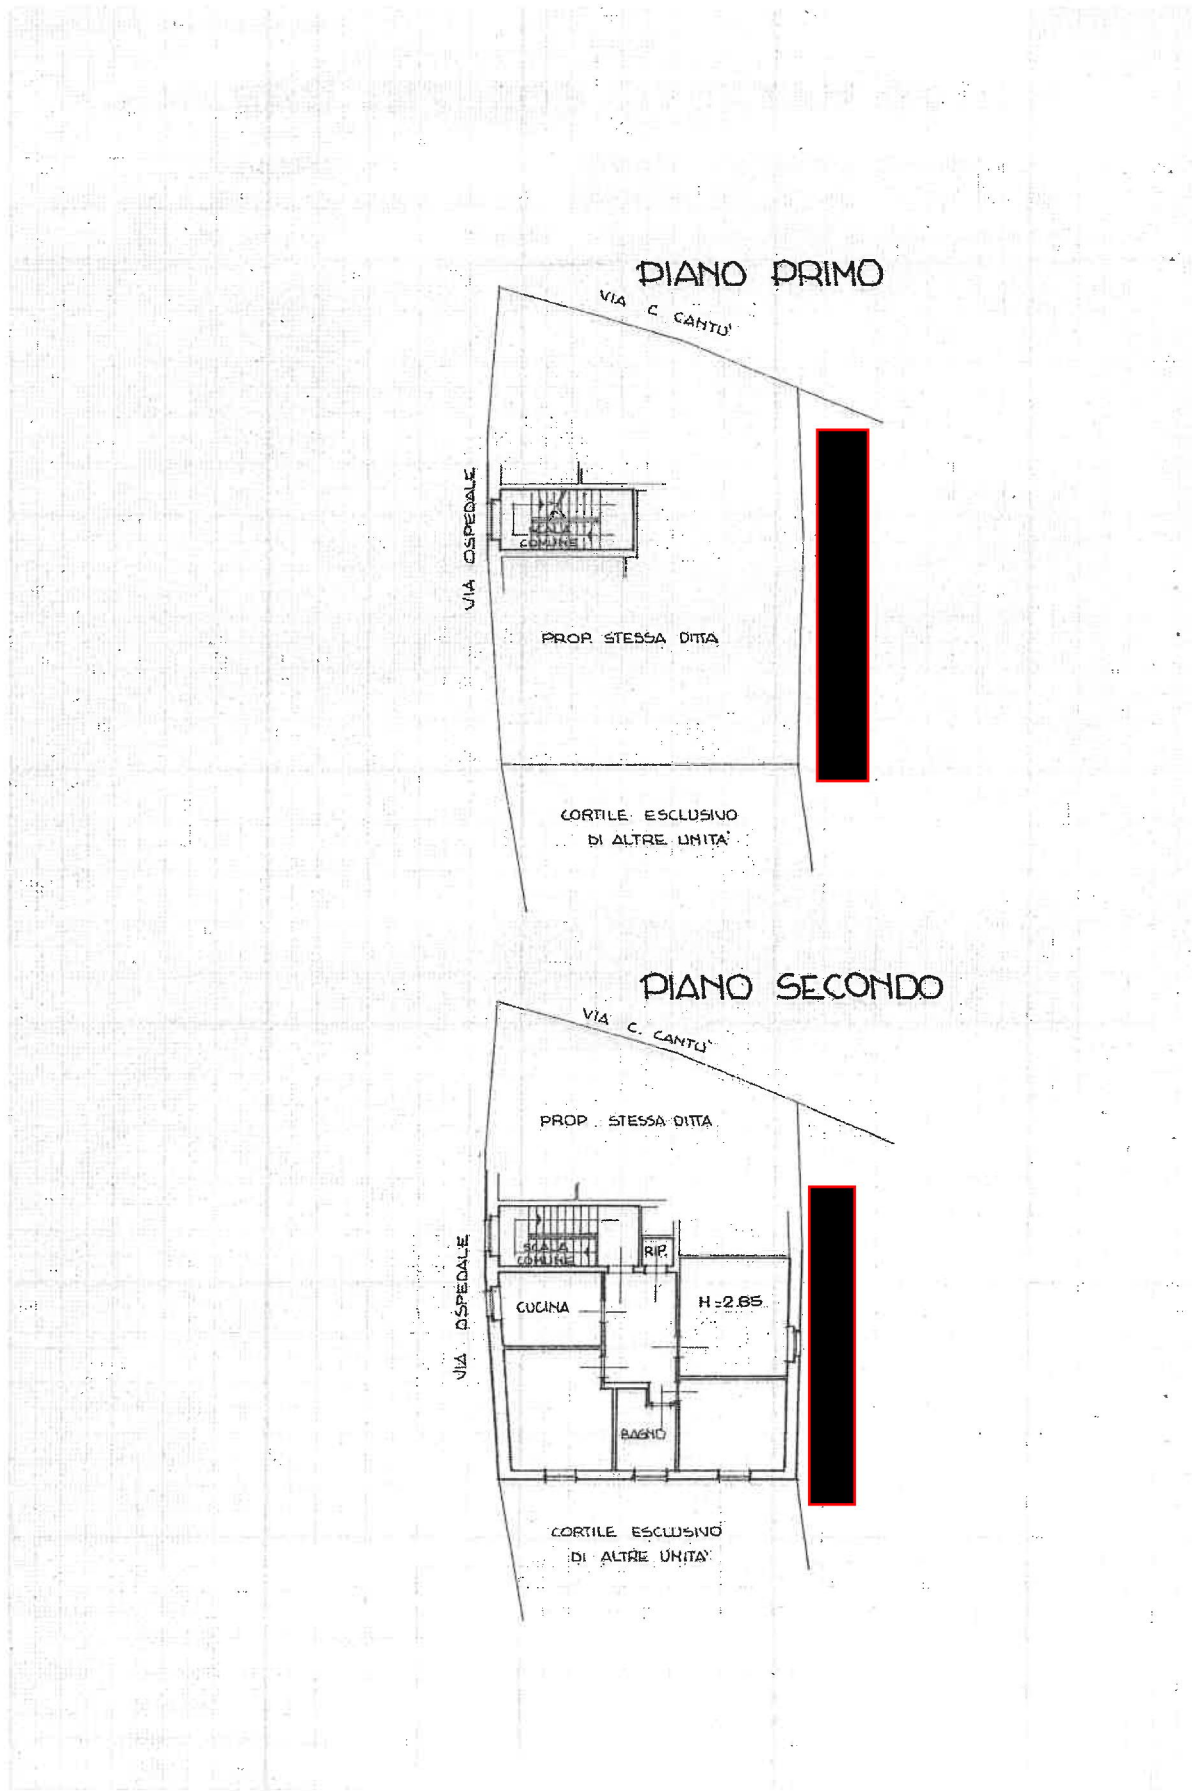 PIANO PRIMO
VIA C. CANTU'
VIA OSPEDALE
SCALA
COMUNE
PROP. STESSA DITTA
CORTILE ESCLUSIVO
DI ALTRE UNITA'
PIANO SECONDO
VIA C. CANTU'
PROP. STESSA DITTA
VIA OSPEDALE
SCALA
COMUNE
RIP.
CUCINA
H=2.85
BAGNO
CORTILE ESCLUSIVO
DI ALTRE UNITA'